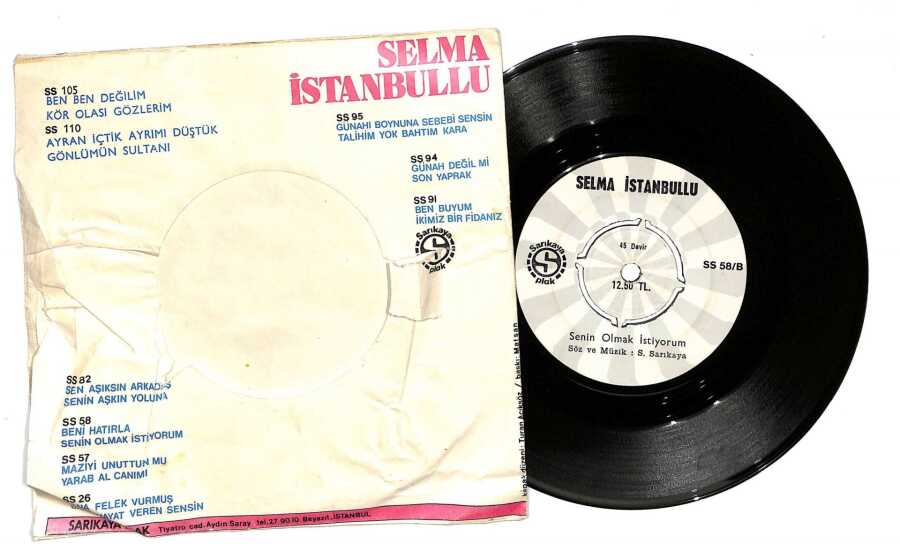 SELMA
İSTANBULLU
SS 105
BEN BEN DEĞİLİM
KÖR OLASI GÖZLERİM
SS 110
AYRAN İÇTİK AYRIMI DÜŞTÜK
GÖNLÜMÜN SULTANI
SS 95
GÜNAHI BOYNUNA SEBEBİ SENSİN
TALİHİM YOK BAHTIM KARA
SS 94
GÜNAH DEĞİL Mİ
SON YAPRAK
SS 91
BEN BUYUM
İKİMİZ BİR FİDANIZ
Sarıkaya
S
plak
SS 82
SEN AŞIKSIN ARKADAŞ
SENİN AŞKIN YOLUNA
SS 58
BENİ HATIRLA
SENİN OLMAK İSTİYORUM
SS 57
MAZİYİ UNUTTUN MU
YARAB AL CANIMI
SS 26
FELEK VURMUŞ
VEREN SENSİN
SARIKAYA
Tiyatro cad. Aydın Saray tel. 27 90 10 Beyazıt. İSTANBUL
/ baskı: Matsan
SELMA İSTANBULLU
Sarıkaya
S
plak
45 Devir
12.50 TL.
SS 58/B
Senin Olmak İstiyorum
Söz ve Müzik : S. Sarıkaya